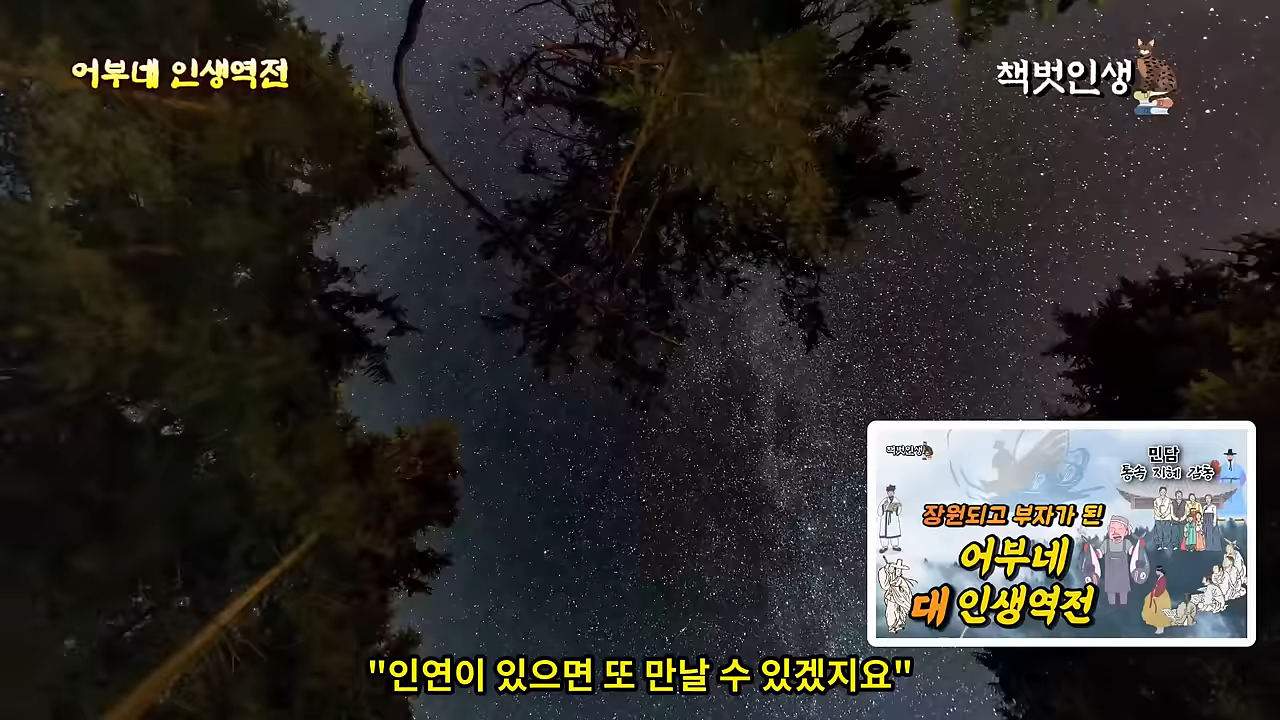 어부네 인생역전
책벗인생
책벗인생
민담
풍속 지혜 감동
장원되고 부자가 된
어부네
대 인생역전
"인연이 있으면 또 만날 수 있겠지요"